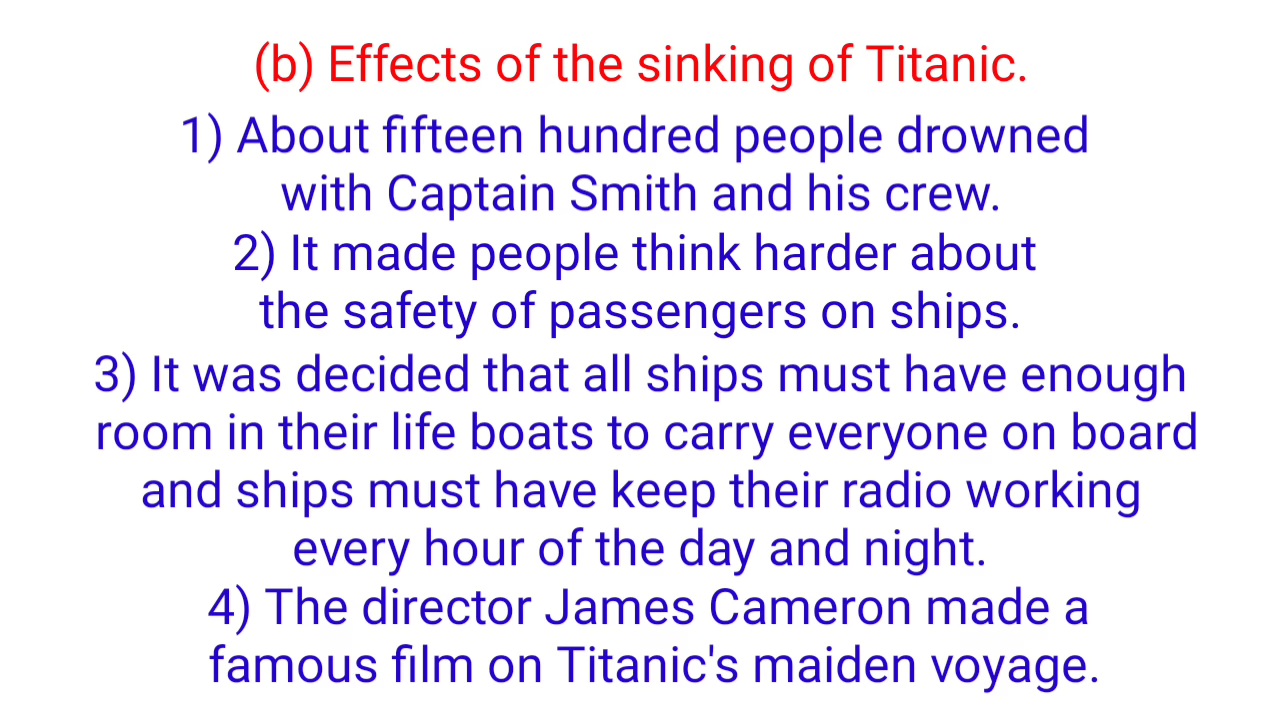 (b) Effects of the sinking of Titanic.
1) About fifteen hundred people drowned
with Captain Smith and his crew.
2) It made people think harder about
the safety of passengers on ships.
3) It was decided that all ships must have enough
room in their life boats to carry everyone on board
and ships must have keep their radio working
every hour of the day and night.
4) The director James Cameron made a
famous film on Titanic's maiden voyage.